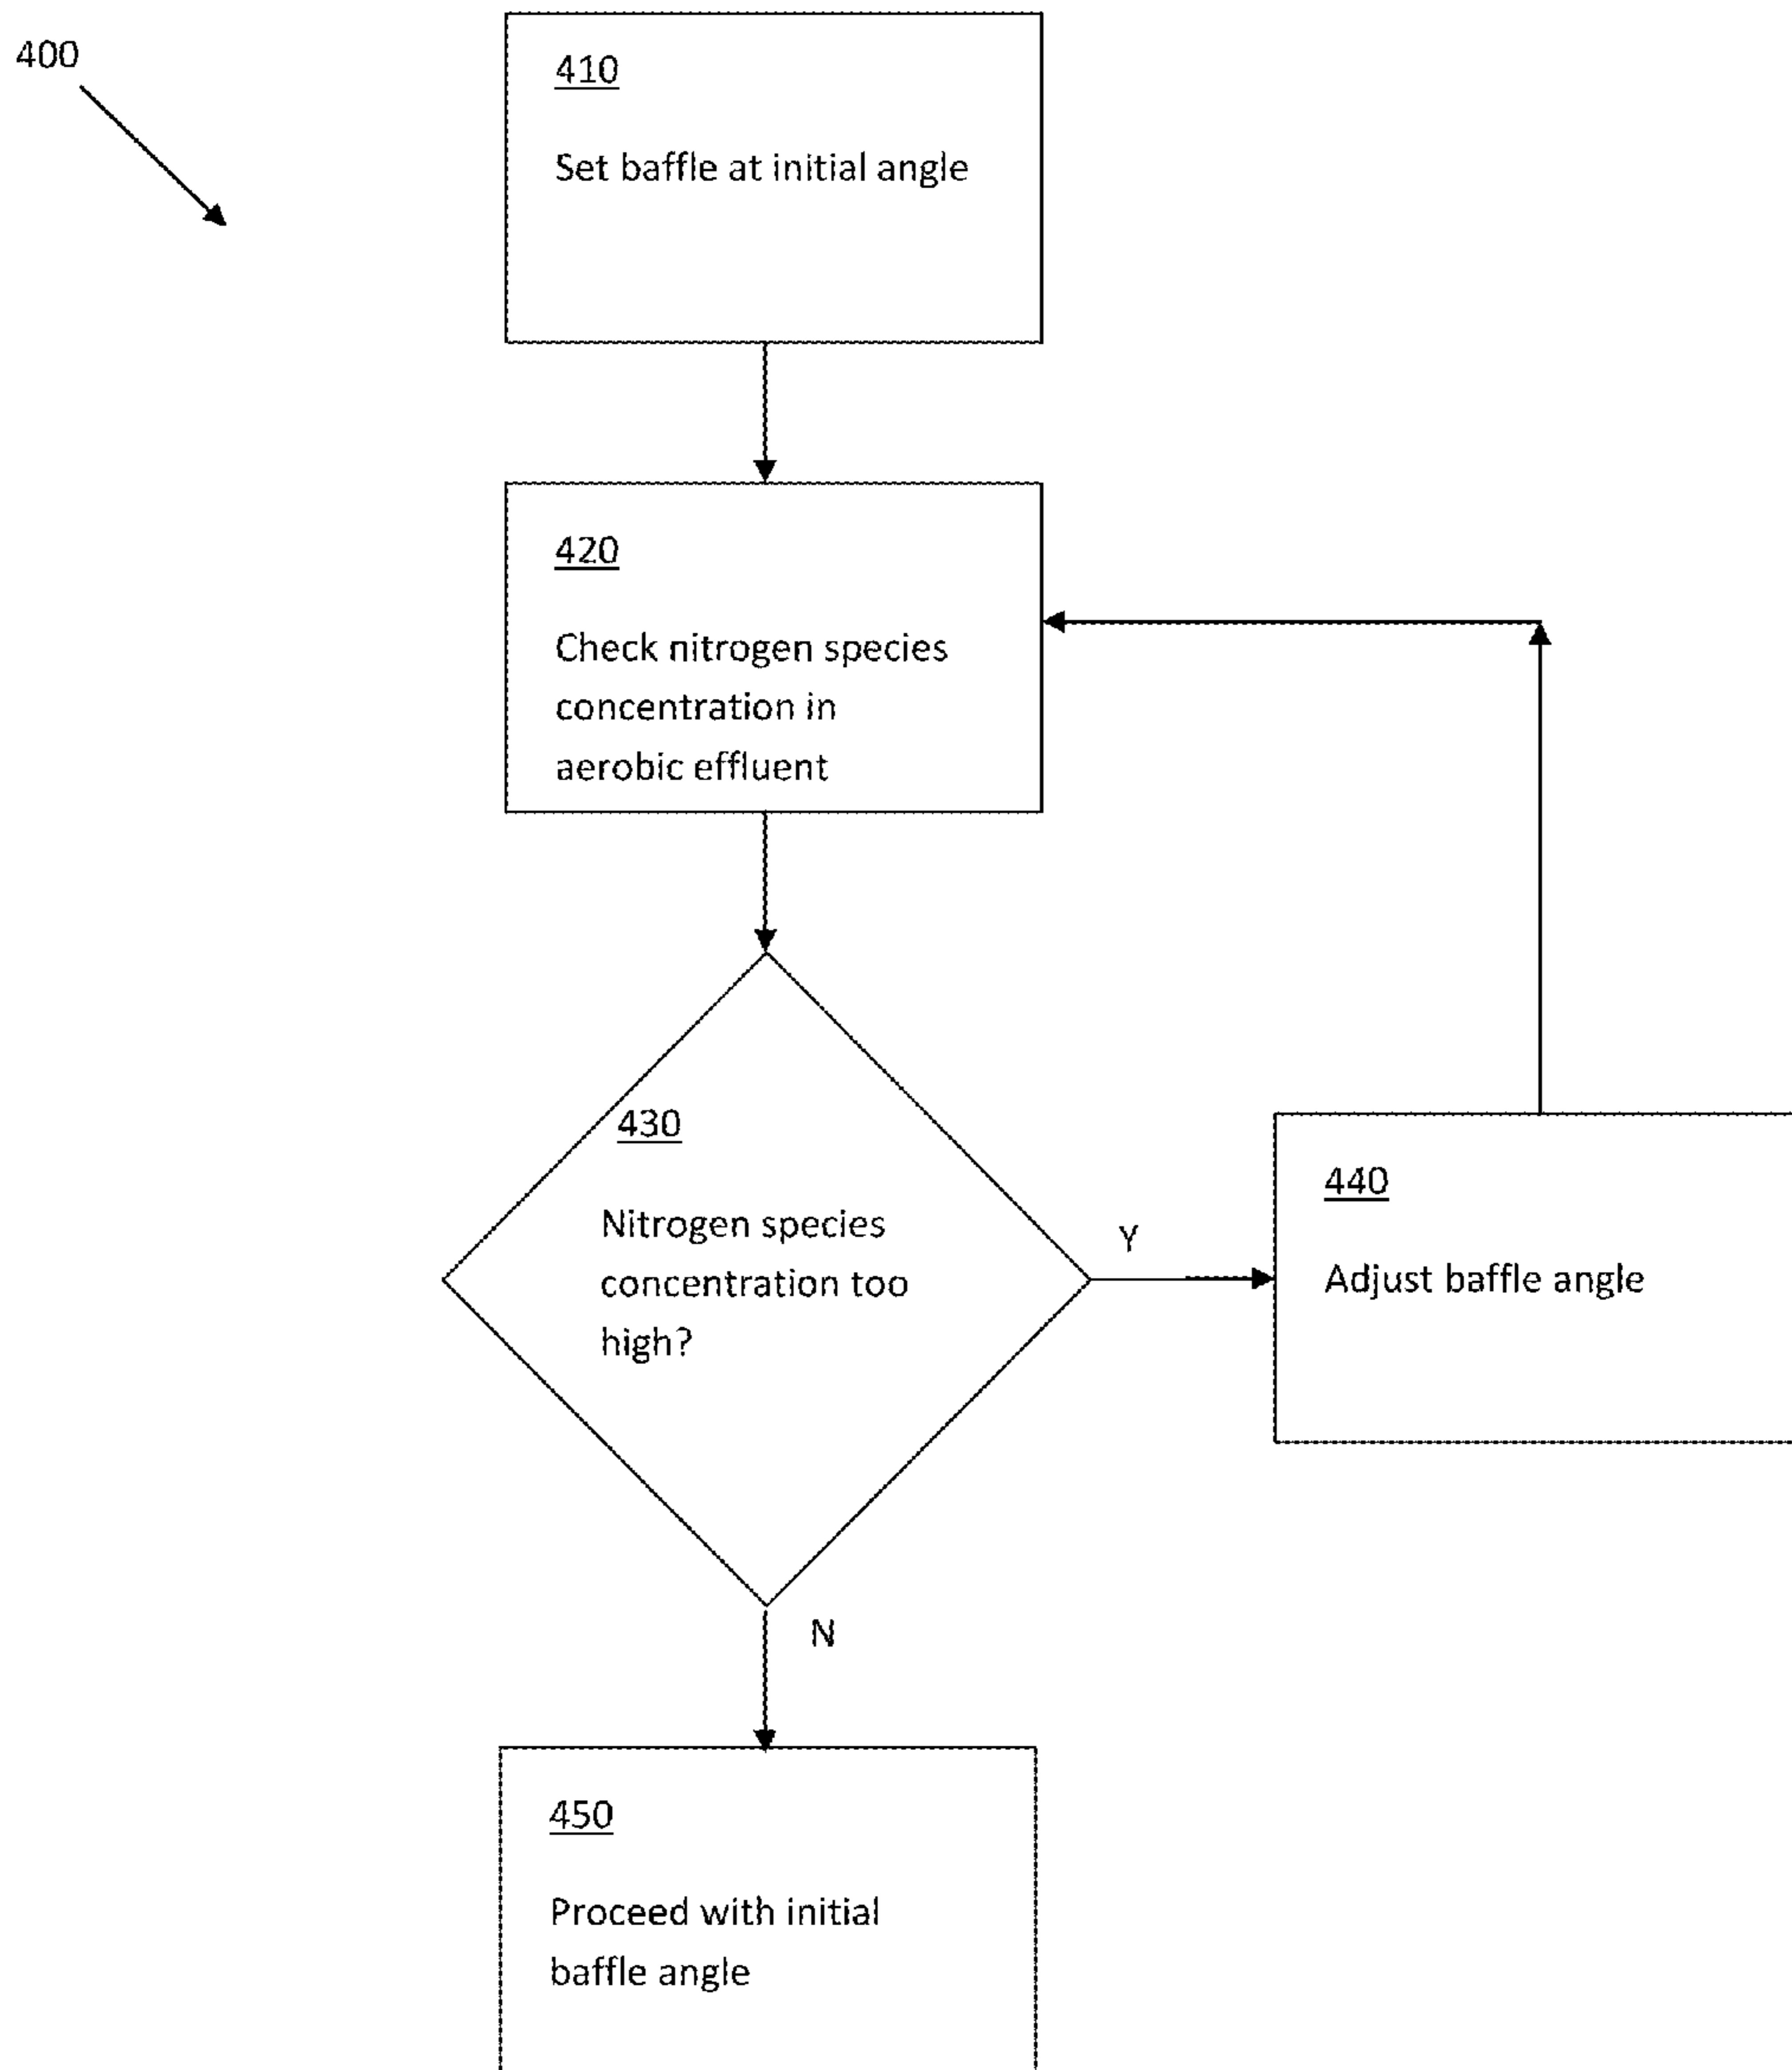 400
410
Set baffle at initial angle
420
Check nitrogen species
concentration in
aerobic effluent
430
Nitrogen species
concentration too
high?
Y
440
Adjust baffle angle
N
450
Proceed with initial
baffle angle